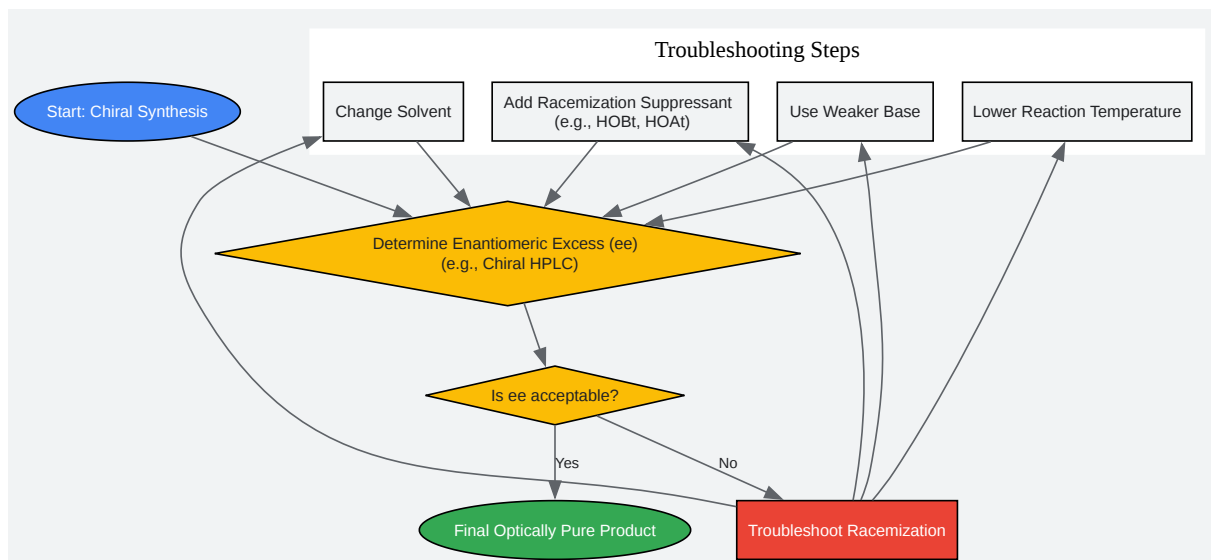 Troubleshooting Steps
Start: Chiral Synthesis
Change Solvent
Add Racemization Suppressant
(e.g., HOBt, HOAt)
Use Weaker Base
Lower Reaction Temperature
Determine Enantiomeric Excess (ee)
(e.g., Chiral HPLC)
Is ee acceptable?
Yes
No
Final Optically Pure Product
Troubleshoot Racemization